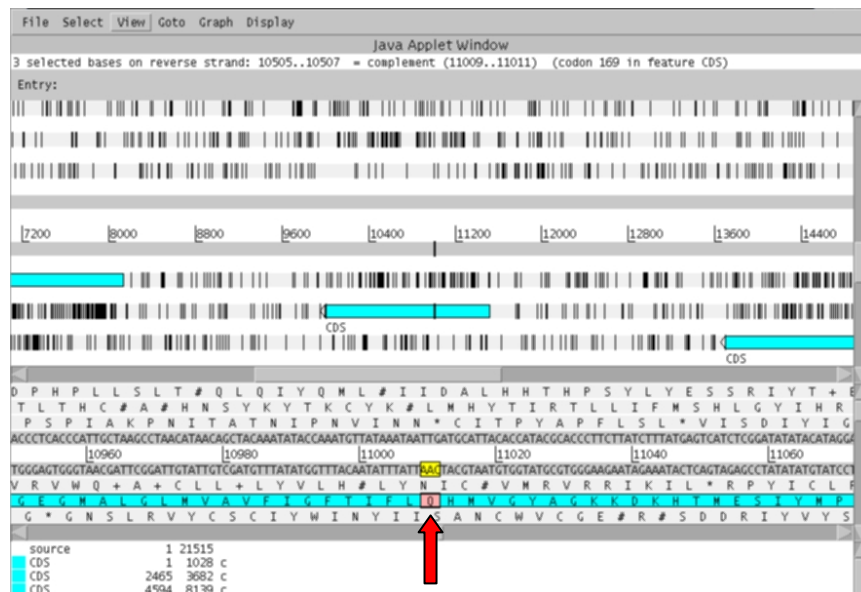 File Select View Goto Graph Display
Java Applet Window
3 selected bases on reverse strand: 10505..10507 = complement (11009..11011) (codon 169 in feature CDS)
Entry:
7200 8000 8800 9600 10400 11200 12000 12800 13600 14400
CDS
CDS
D P H P L L S L T # Q L Q I Y Q M L # I I D A L H H T H P S Y L Y E S S R I Y T +
T L T H C # A # H N S Y K Y T K C Y K # L M H Y T I R T L L I F M S H L G Y I H R
P S P I A K P N I T A T N I P N V I N N * C I T P Y A P F L S L * V I S D I Y I G
ACCCTCACCCATTGCTAAGCCTAACATAACAGCTACAAATATACCAAATGTTATAAATAATTGATGCATTACACATACGCACCCTTCTTATCTTTATGAGTCATCTCGGATATATACATAGGA
10960 10980 11000 11020 11040 11060
TGGGAGTGGGTAACGATTCGGATTGTATTGTCGATGTTTATATGGTTTACAATATTTATTAACTACGTAATGTGTATGCGTGGGAAGAATAGAAATACTCAGTAGAGCCTATATATGTATCCT
V R V W Q + A + C L L + L Y V L H # L Y N I C # V M R V R R I K I L * R P Y I C L
G E G M A L G L M V A V F I G F T I F L Q H M V G Y A G K K D K H T M E S I Y M P
G * G N S L R V Y C S C I Y W I N Y I I S A N C W V C G E # R # S D D R I Y V Y S
source 1 21515
CDS 1 1028 c
CDS 2465 3682 c
CDS 4594 8139 c